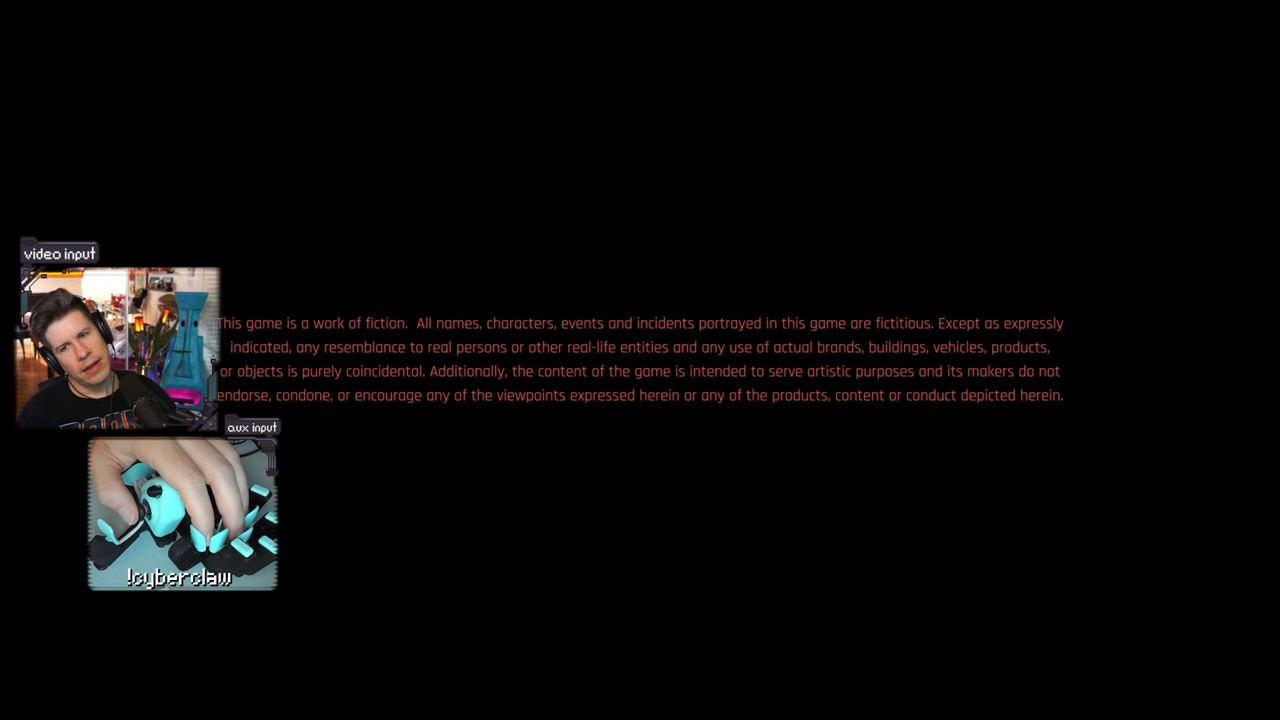 video input
This game is a work of fiction.  All names, characters, events and incidents portrayed in this game are fictitious. Except as expressly
indicated, any resemblance to real persons or other real-life entities and any use of actual brands, buildings, vehicles, products,
or objects is purely coincidental. Additionally, the content of the game is intended to serve artistic purposes and its makers do not
endorse, condone, or encourage any of the viewpoints expressed herein or any of the products, content or conduct depicted herein.
aux input
!cyberclaw